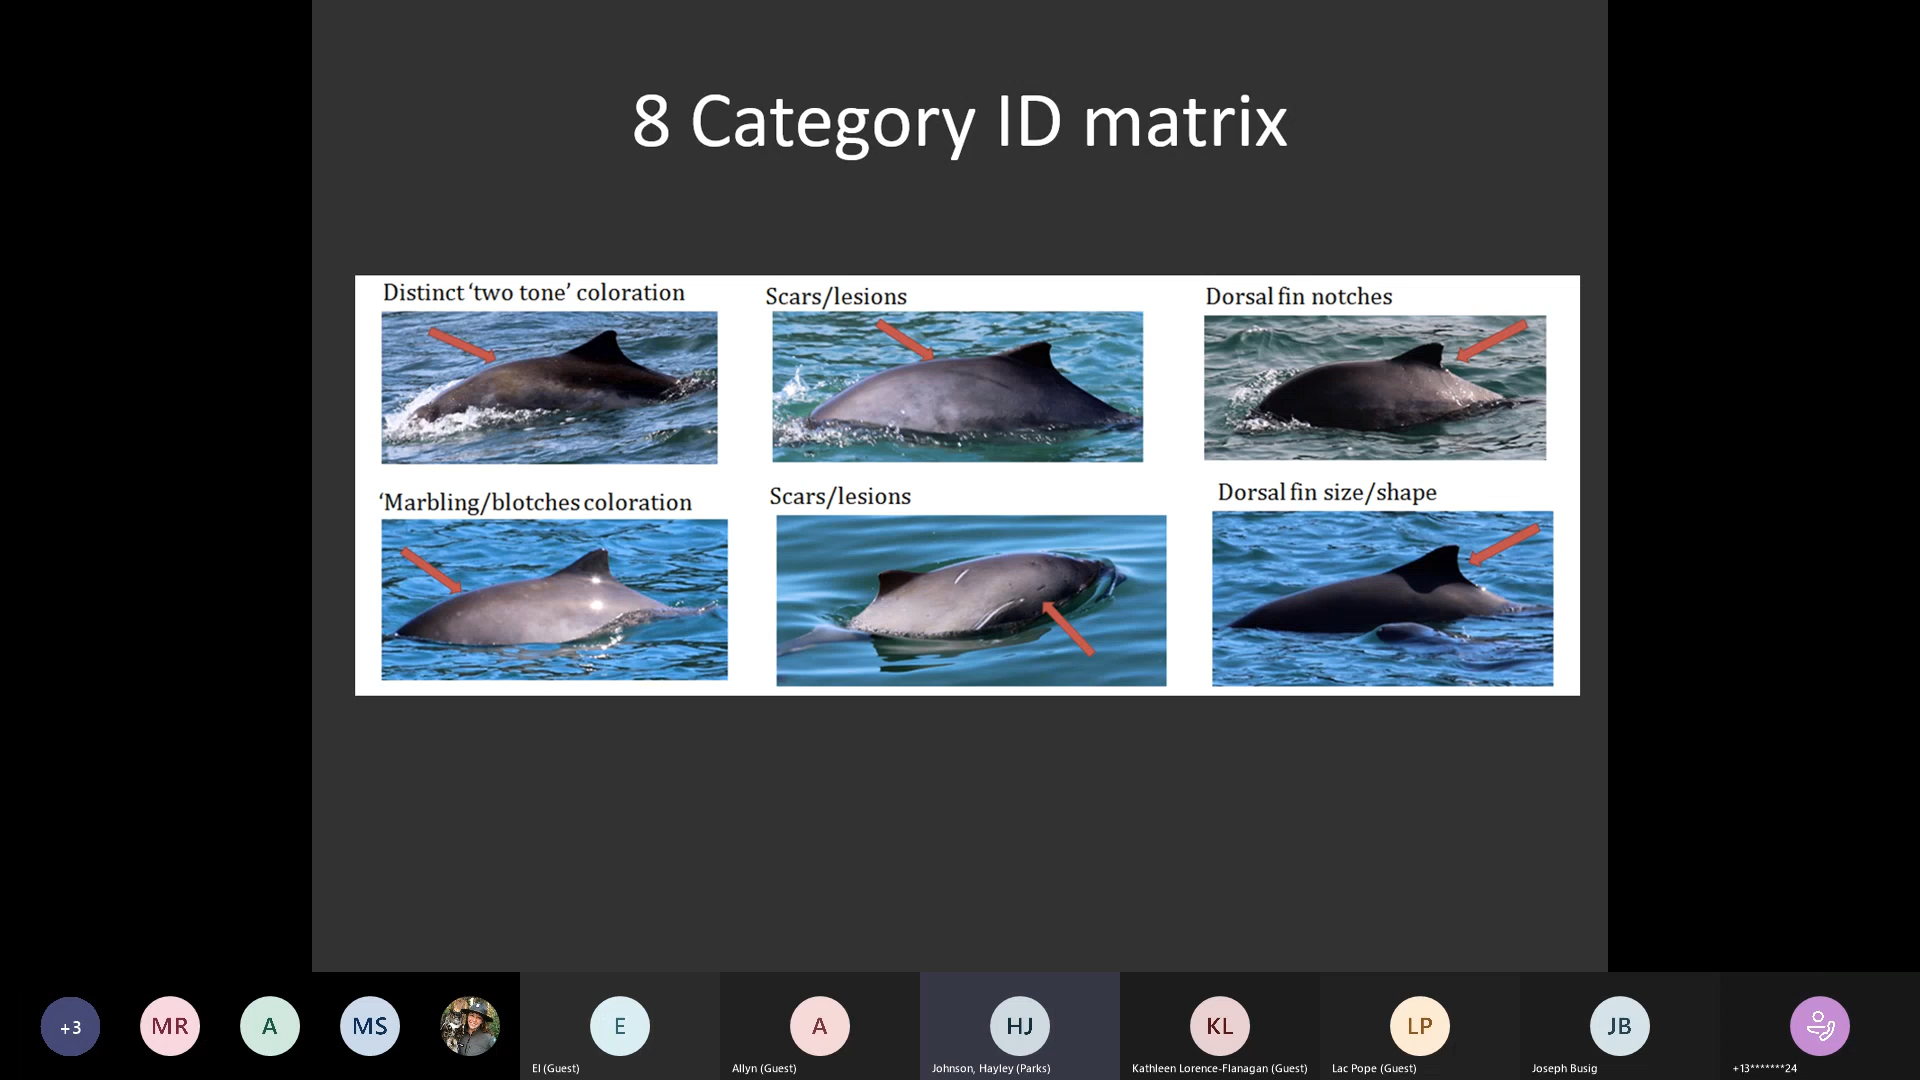 8 Category ID matrix
Distinct ‘two tone’ coloration
Scars/lesions
Dorsal fin notches
‘Marbling/blotches coloration
Scars/lesions
Dorsal fin size/shape
+3
MR
A
MS
E
A
HJ
KL
LP
JB
El (Guest)
Allyn (Guest)
Johnson, Hayley (Parks)
Kathleen Lorence-Flanagan (Guest)
Lac Pope (Guest)
Joseph Busig
+13*******24